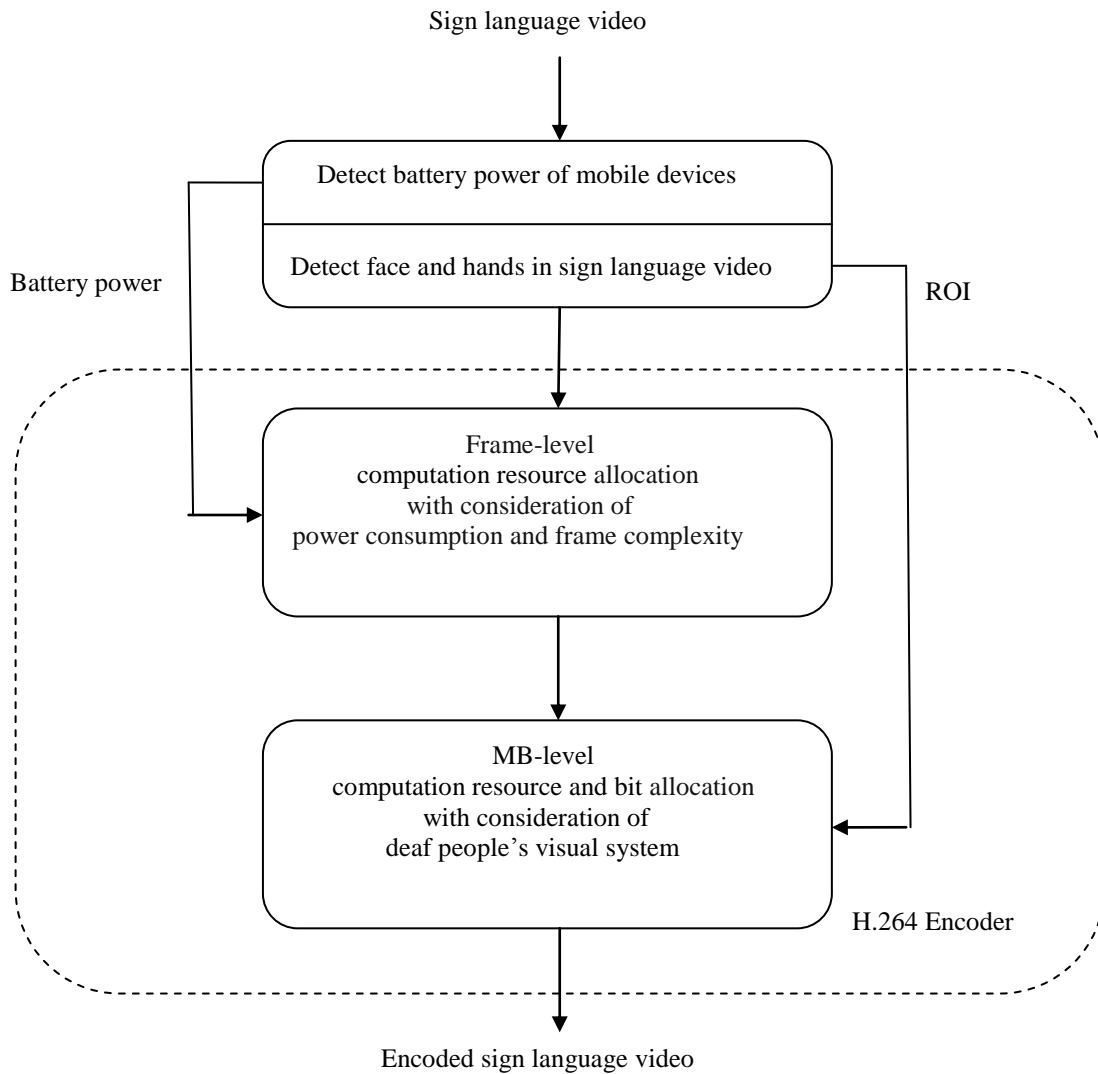 Sign language video
Detect battery power of mobile devices
Detect face and hands in sign language video
Battery power
ROI
Frame-level
computation resource allocation
with consideration of
power consumption and frame complexity
MB-level
computation resource and bit allocation
with consideration of
deaf people’s visual system
H.264 Encoder
Encoded sign language video